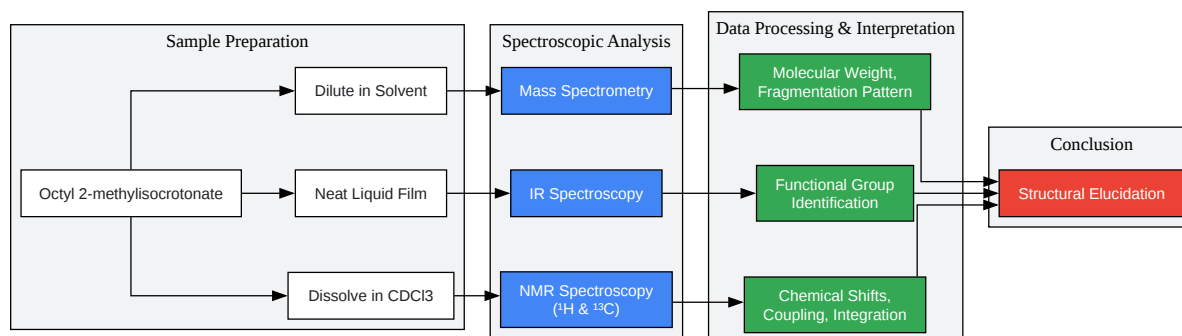 Sample Preparation
Spectroscopic Analysis
Data Processing & Interpretation
Conclusion
Octyl 2-methylisocrotonate
Dilute in Solvent
Neat Liquid Film
Dissolve in CDCl3
Mass Spectrometry
IR Spectroscopy
NMR Spectroscopy
(¹H & ¹³C)
Molecular Weight,
Fragmentation Pattern
Functional Group
Identification
Chemical Shifts,
Coupling, Integration
Structural Elucidation